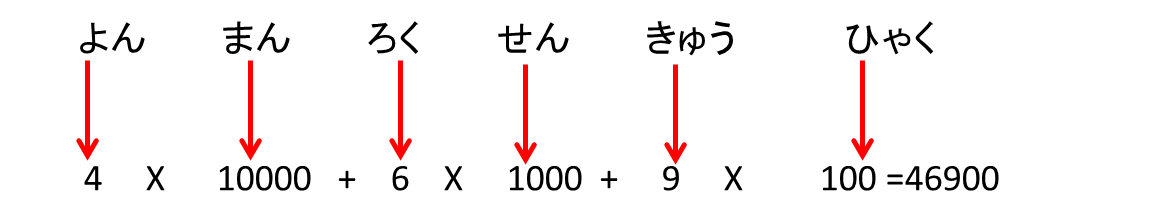 よん まん ろく せん きゅう ひゃく
4 X 10000 + 6 X 1000 + 9 X 100 =46900